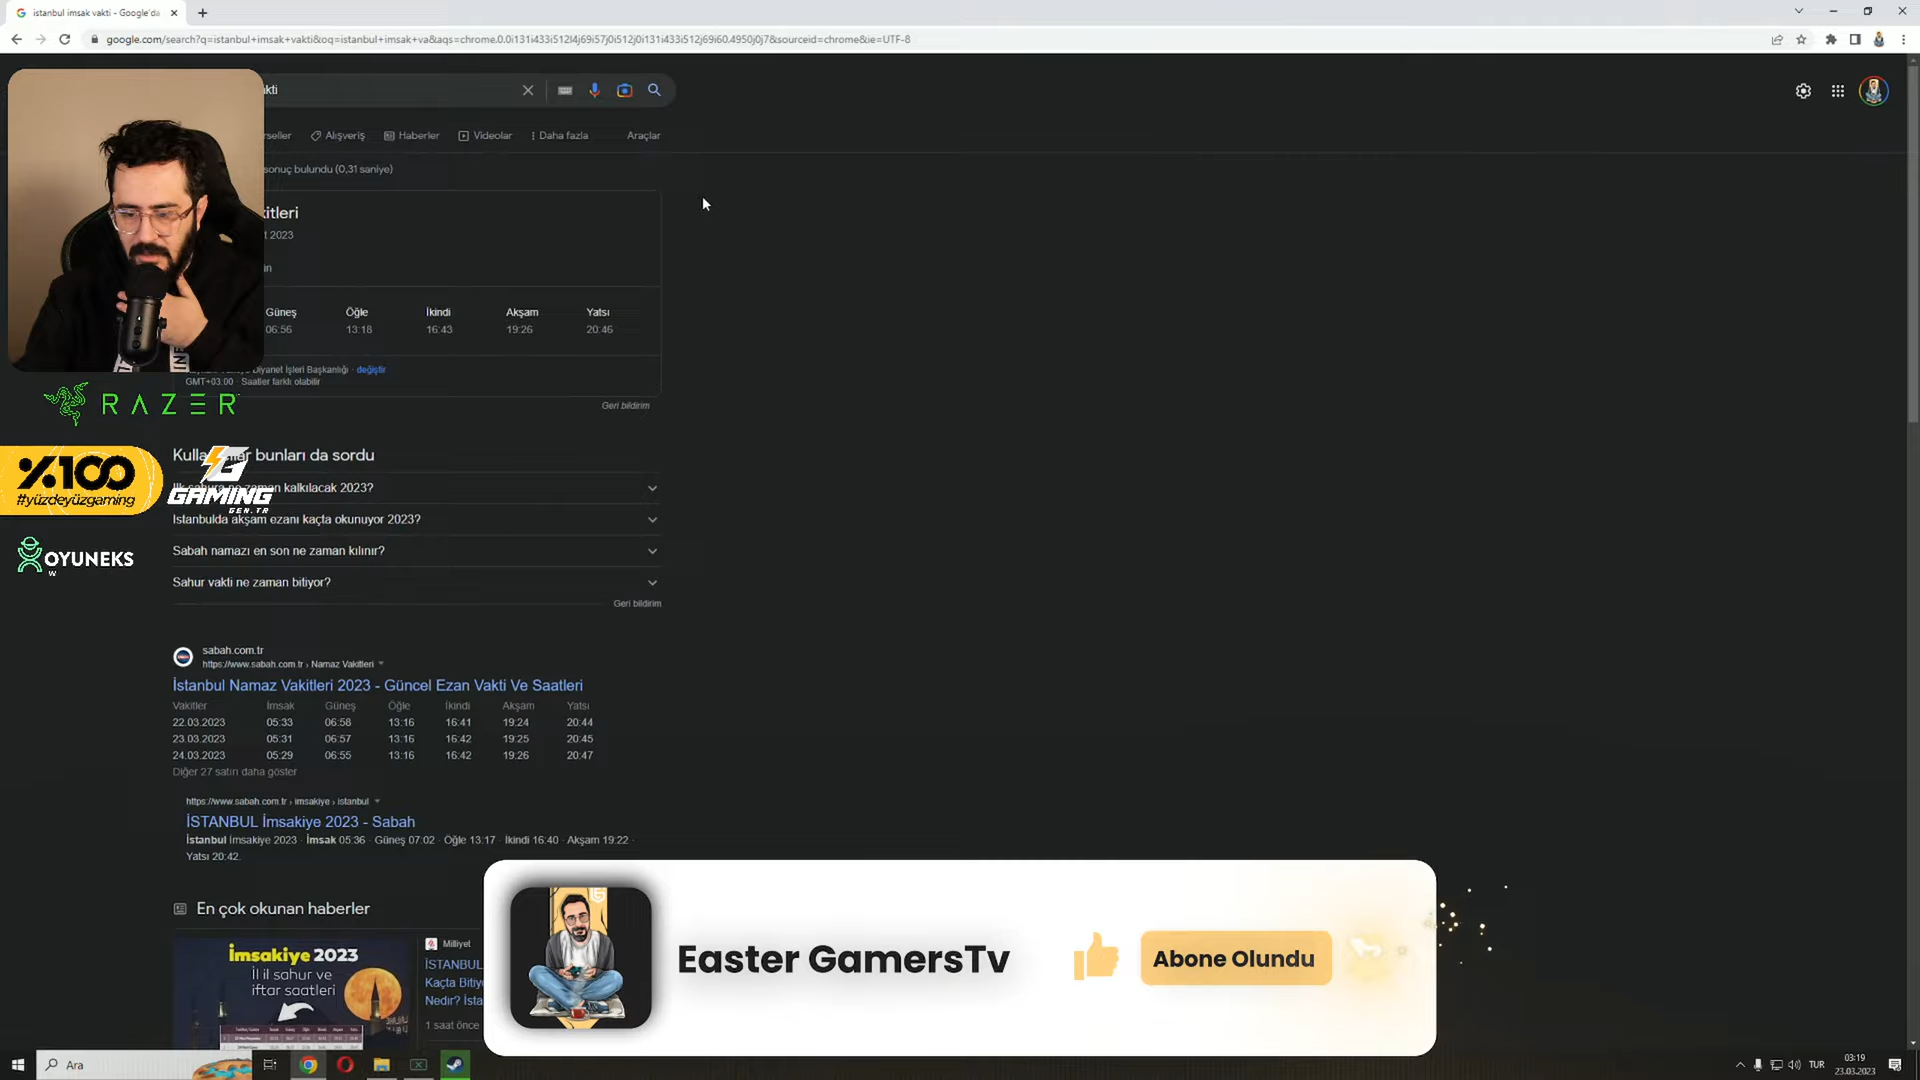 istanbul imsak vakti - Google'da
google.com/search?q=istanbul+imsak+vakti&oq=istanbul+imsak+va&aqs=chrome.0.0i131i433i512l4j69i57j0i512j0i131i433i512j69i60.4950j0j7&sourceid=chrome&ie=UTF-8
kti
rseller Alışveriş Haberler Videolar Daha fazla Araçlar
sonuç bulundu (0,31 saniye)
kitleri
t 2023
in
Güneş Öğle İkindi Akşam Yatsı
06:56 13:18 16:43 19:26 20:46
Diyanet İşleri Başkanlığı · değiştir
GMT+03.00 · Saatler farklı olabilir
Geri bildirim
RAZER
Kullanıcılar bunları da sordu
%100
#yüzdeyüzgaming
GAMING
GEN.TR
İlk sahura ne zaman kalkılacak 2023?
İstanbulda akşam ezanı kaçta okunuyor 2023?
OYUNEKS
W
Sabah namazı en son ne zaman kılınır?
Sahur vakti ne zaman bitiyor?
Geri bildirim
sabah.com.tr
https://www.sabah.com.tr › Namaz Vakitleri
İstanbul Namaz Vakitleri 2023 - Güncel Ezan Vakti Ve Saatleri
Vakitler İmsak Güneş Öğle İkindi Akşam Yatsı
22.03.2023 05:33 06:58 13:16 16:41 19:24 20:44
23.03.2023 05:31 06:57 13:16 16:42 19:25 20:45
24.03.2023 05:29 06:55 13:16 16:42 19:26 20:47
Diğer 27 satırı daha göster
https://www.sabah.com.tr › imsakiye › istanbul
İSTANBUL İmsakiye 2023 - Sabah
İstanbul İmsakiye 2023 · İmsak 05:36 · Güneş 07:02 · Öğle 13:17 · İkindi 16:40 · Akşam 19:22 ·
Yatsı 20:42.
En çok okunan haberler
İmsakiye 2023
İl il sahur ve
iftar saatleri
Milliyet
İSTANBUL
Kaçta Bitiy
Nedir? İsta
1 saat önce
Easter GamersTv
Abone Olundu
Ara
TUR
03:19
23.03.2023